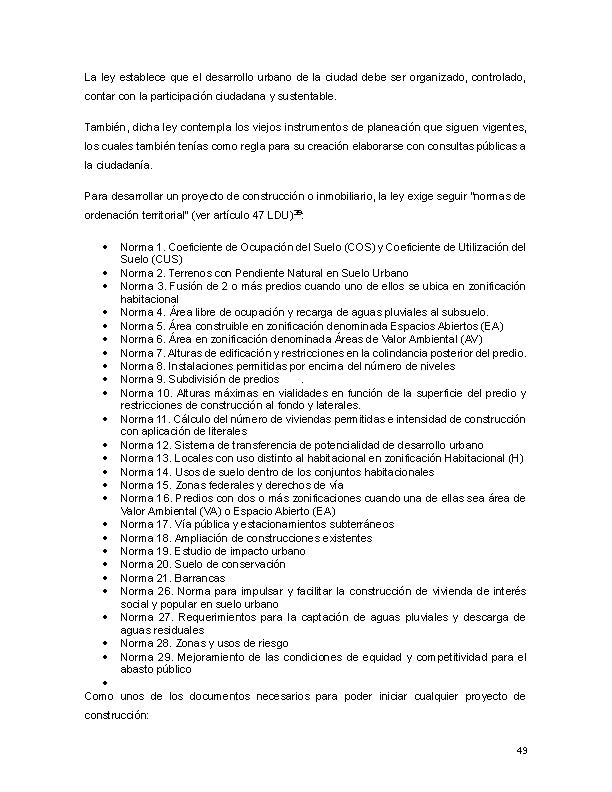 La ley establece que el desarrollo urbano de la ciudad debe ser organizado, controlado,
contar con la participación ciudadana y sustentable.
También, dicha ley contempla los viejos instrumentos de planeación que siguen vigentes,
los cuales también tenías como regla para su creación elaborarse con consultas públicas a
la ciudadanía.
Para desarrollar un proyecto de construcción o inmobiliario, la ley exige seguir "normas de
ordenación territorial" (ver artículo 47 LDU):
• Norma 1. Coeficiente de Ocupación del Suelo (COS) y Coeficiente de Utilización del
Suelo (CUS)
• Norma 2. Terrenos con Pendiente Natural en Suelo Urbano
• Norma 3. Fusión de 2 o más predios cuando uno de ellos se ubica en zonificación
habitacional
• Norma 4. Área libre de ocupación y recarga de aguas pluviales al subsuelo.
• Norma 5. Área construible en zonificación denominada Espacios Abiertos (EA)
• Norma 6. Área en zonificación denominada Áreas de Valor Ambiental (AV)
• Norma 7. Alturas de edificación y restricciones en la colindancia posterior del predio.
• Norma 8. Instalaciones permitidas por encima del número de niveles
• Norma 9. Subdivisión de predios .
• Norma 10. Alturas máximas en vialidades en función de la superficie del predio y
restricciones de construcción al fondo y laterales.
• Norma 11. Cálculo del número de viviendas permitidas e intensidad de construcción
con aplicación de literales
• Norma 12. Sistema de transferencia de potencialidad de desarrollo urbano
• Norma 13. Locales con uso distinto al habitacional en zonificación Habitacional (H)
• Norma 14. Usos de suelo dentro de los conjuntos habitacionales
• Norma 15. Zonas federales y derechos de vía
• Norma 16. Predios con dos o más zonificaciones cuando una de ellas sea área de
Valor Ambiental (VA) o Espacio Abierto (EA)
• Norma 17. Vía pública y estacionamientos subterráneos
• Norma 18. Ampliación de construcciones existentes
• Norma 19. Estudio de impacto urbano
• Norma 20. Suelo de conservación
• Norma 21. Barrancas
• Norma 26. Norma para impulsar y facilitar la construcción de vivienda de interés
social y popular en suelo urbano
• Norma 27. Requerimientos para la captación de aguas pluviales y descarga de
aguas residuales
• Norma 28. Zonas y usos de riesgo
• Norma 29. Mejoramiento de las condiciones de equidad y competitividad para el
abasto público
•
Como unos de los documentos necesarios para poder iniciar cualquier proyecto de
construcción:
49